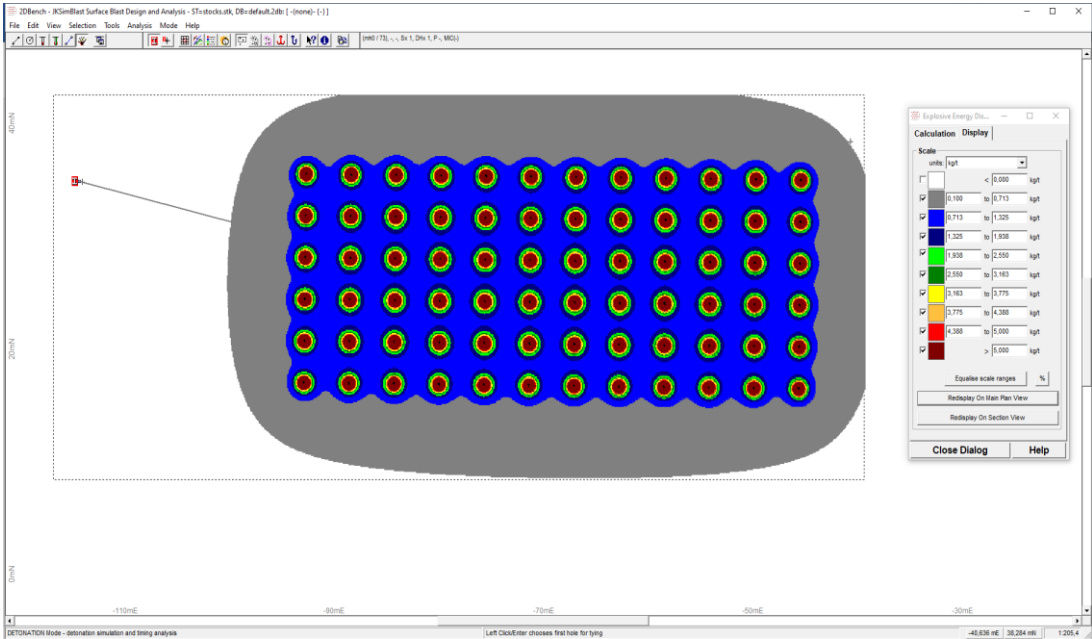 2DBench - JKSimBlast Surface Blast Design and Analysis - ST=stocks.stk, DB=default.2db: [ -(none)- {-} ]
File Edit View Selection Tools Analysis Mode Help
(mh0 / 73), -, -, S× 1, DH× 1, P -, MIC(-)
40mN
20mN
0mN
-110mE -90mE -70mE -50mE -30mE
Explosive Energy Dis...
Calculation Display
Scale
units: kg/t
< 0,000 kg/t
0,100 to 0,713 kg/t
0,713 to 1,325 kg/t
1,325 to 1,938 kg/t
1,938 to 2,550 kg/t
2,550 to 3,163 kg/t
3,163 to 3,775 kg/t
3,775 to 4,388 kg/t
4,388 to 5,000 kg/t
> 5,000 kg/t
Equalise scale ranges %
Redisplay On Main Plan View
Redisplay On Section View
Close Dialog Help
DETONATION Mode - detonation simulation and timing analysis Left Click/Enter chooses first hole for tying -40,636 mE 38,284 mN 1:205,4